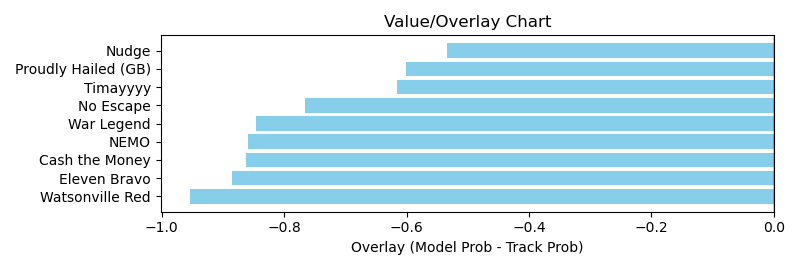 Value/Overlay Chart
Nudge
Proudly Hailed (GB)
Timayyyy
No Escape
War Legend
NEMO
Cash the Money
Eleven Bravo
Watsonville Red
−1.0 −0.8 −0.6 −0.4 −0.2 0.0
Overlay (Model Prob - Track Prob)